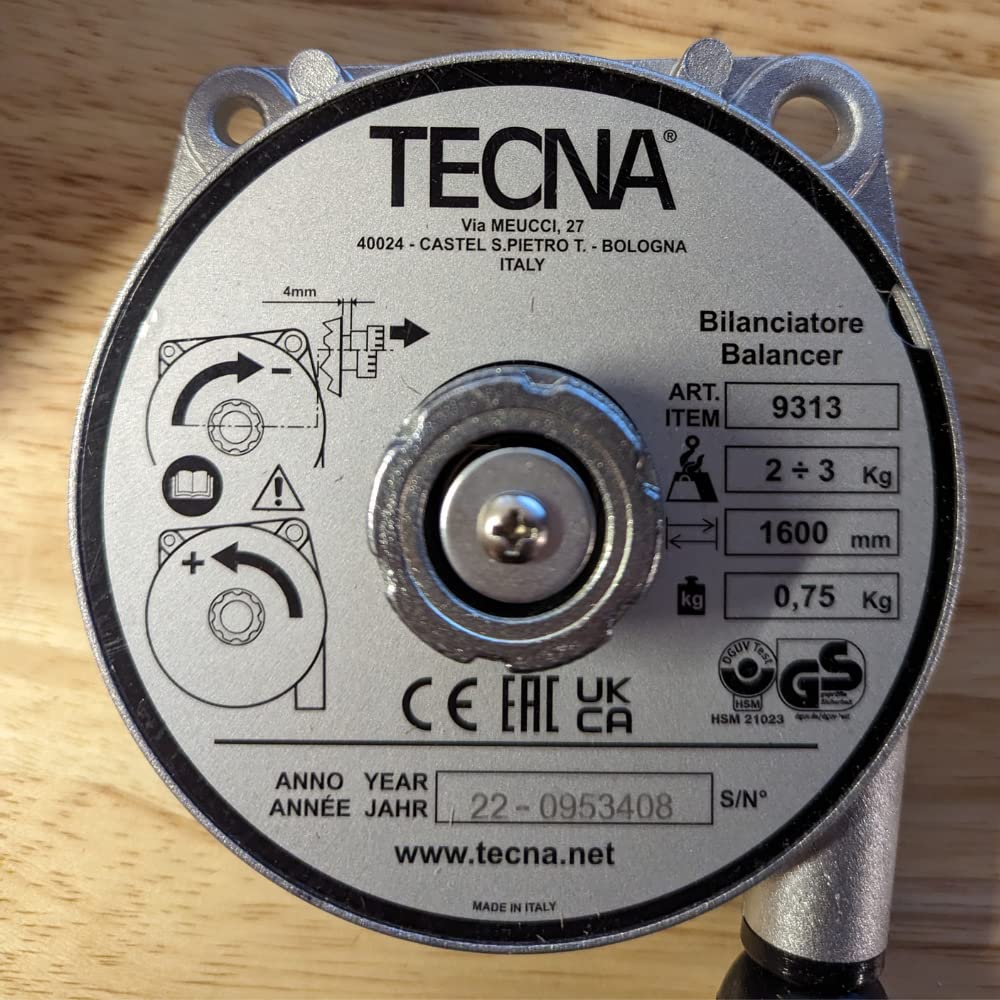 TECNA®
Via MEUCCI, 27
40024 - CASTEL S.PIETRO T. - BOLOGNA
ITALY
4mm
-
+
Bilanciatore
Balancer
ART.
ITEM
9313
2 ÷ 3 Kg
1600 mm
kg
0,75 Kg
DGUV Test
HSM
HSM 21023
GS
geprüfte
Sicherheit
CE EAC UK
CA
ANNO YEAR
ANNÉE JAHR
22-0953408
S/N°
www.tecna.net
MADE IN ITALY